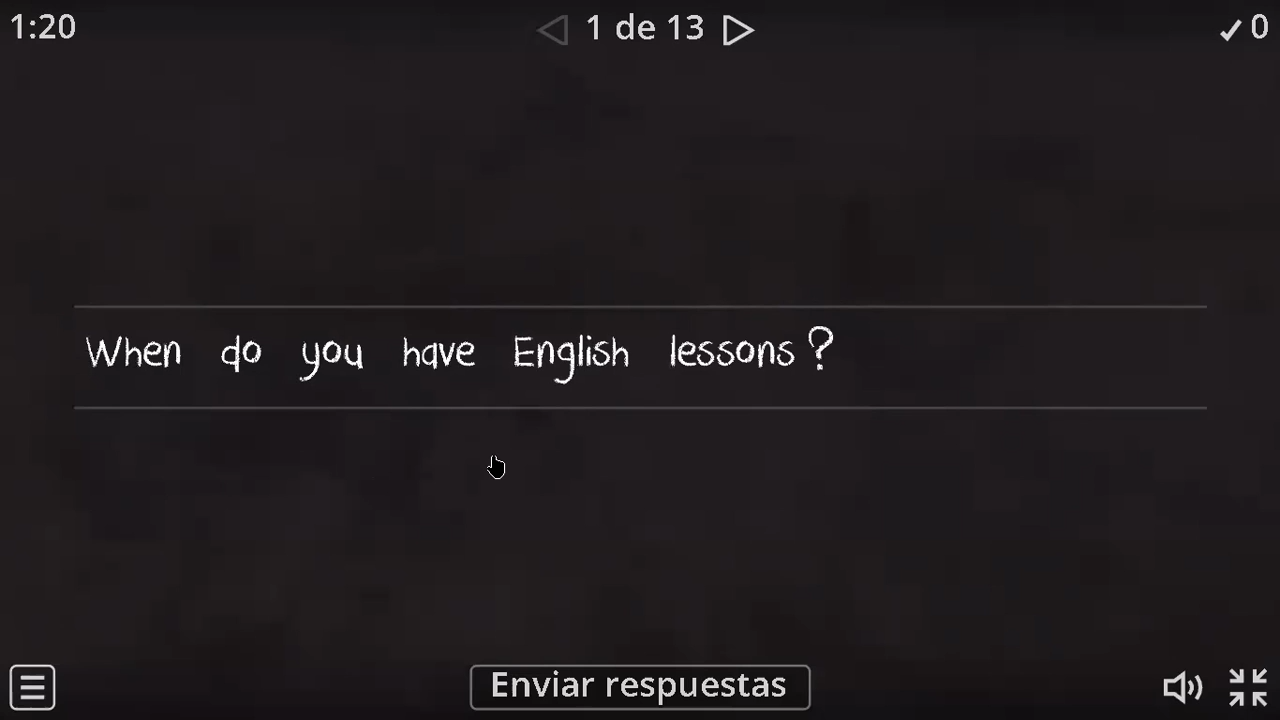 1:20
1 de 13
✓ 0
When do you have English lessons?
Enviar respuestas